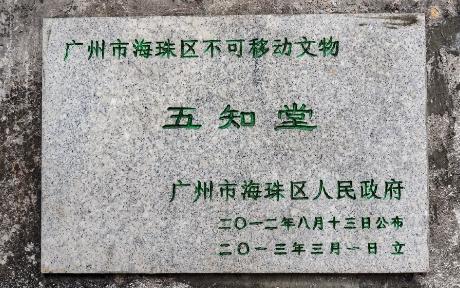 广州市海珠区不可移动文物
五知堂
广州市海珠区人民政府
二〇一二年八月十三日公布
二〇一三年三月一日 立